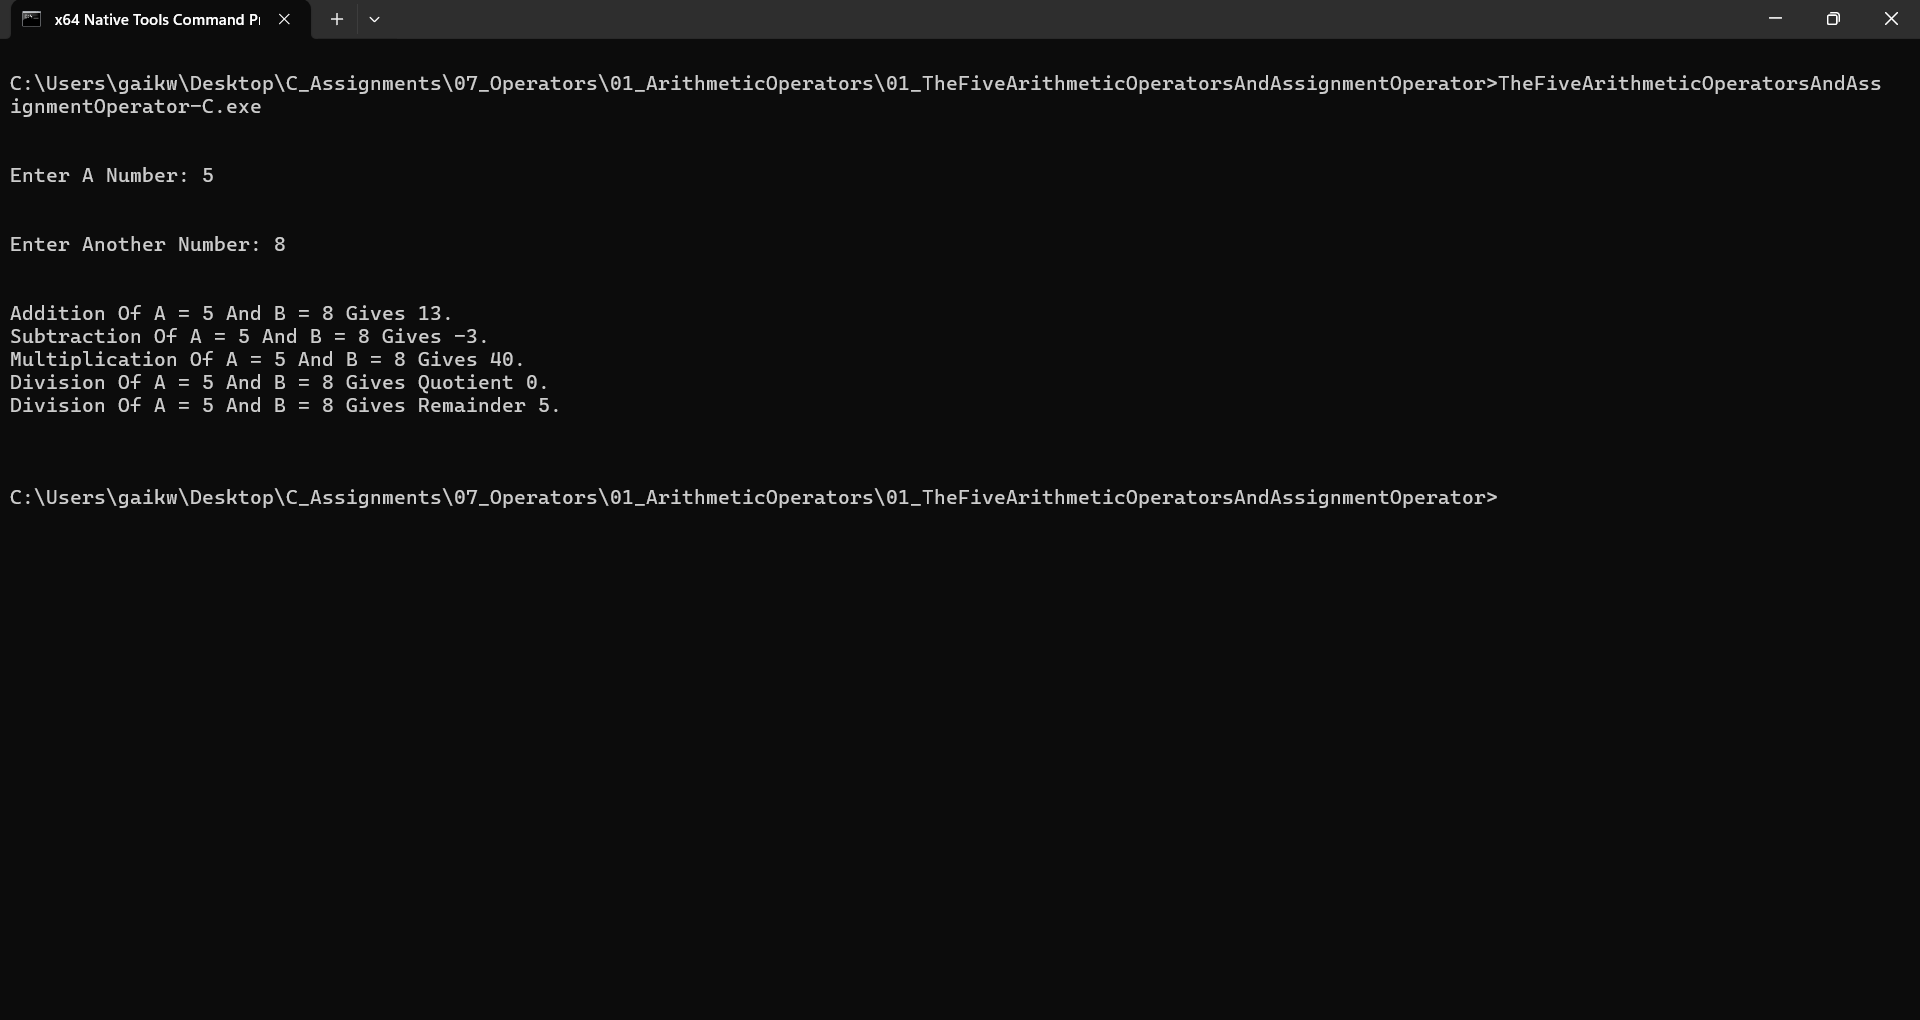 x64 Native Tools Command P
C:\Users\gaikw\Desktop\C_Assignments\07_Operators\01_ArithmeticOperators\01_TheFiveArithmeticOperatorsAndAssignmentOperator>TheFiveArithmeticOperatorsAndAss
ignmentOperator-C.exe
Enter A Number: 5
Enter Another Number: 8
Addition Of A = 5 And B = 8 Gives 13.
Subtraction Of A = 5 And B = 8 Gives -3.
Multiplication Of A = 5 And B = 8 Gives 40.
Division Of A = 5 And B = 8 Gives Quotient 0.
Division Of A = 5 And B = 8 Gives Remainder 5.
C:\Users\gaikw\Desktop\C_Assignments\07_Operators\01_ArithmeticOperators\01_TheFiveArithmeticOperatorsAndAssignmentOperator>